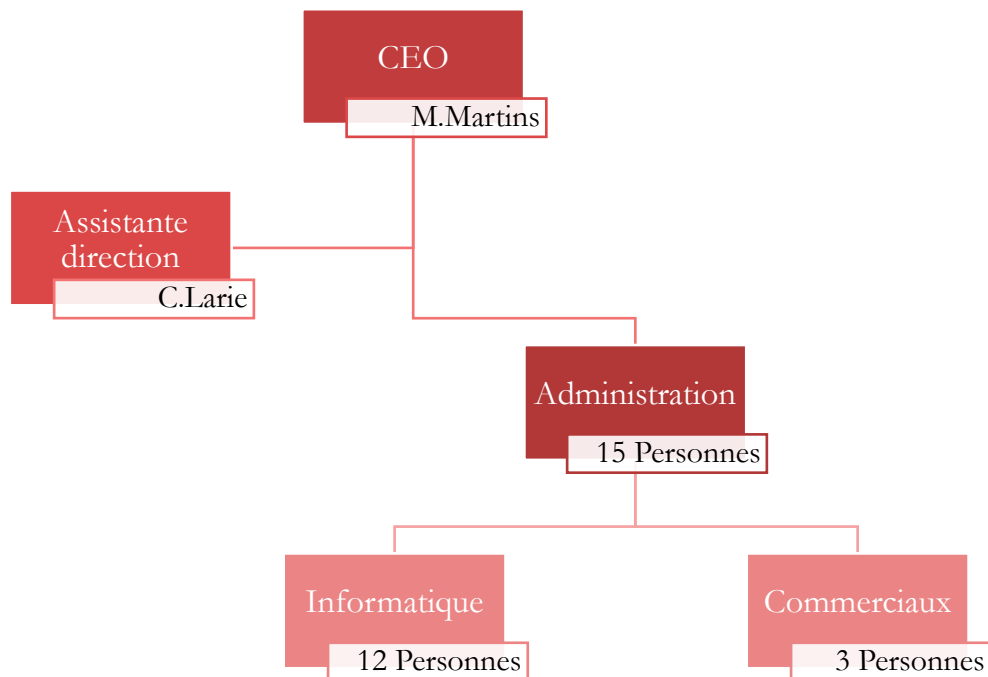 CEO
M.Martins
Assistante
direction
C.Larie
Administration
15 Personnes
Informatique
12 Personnes
Commerciaux
3 Personnes